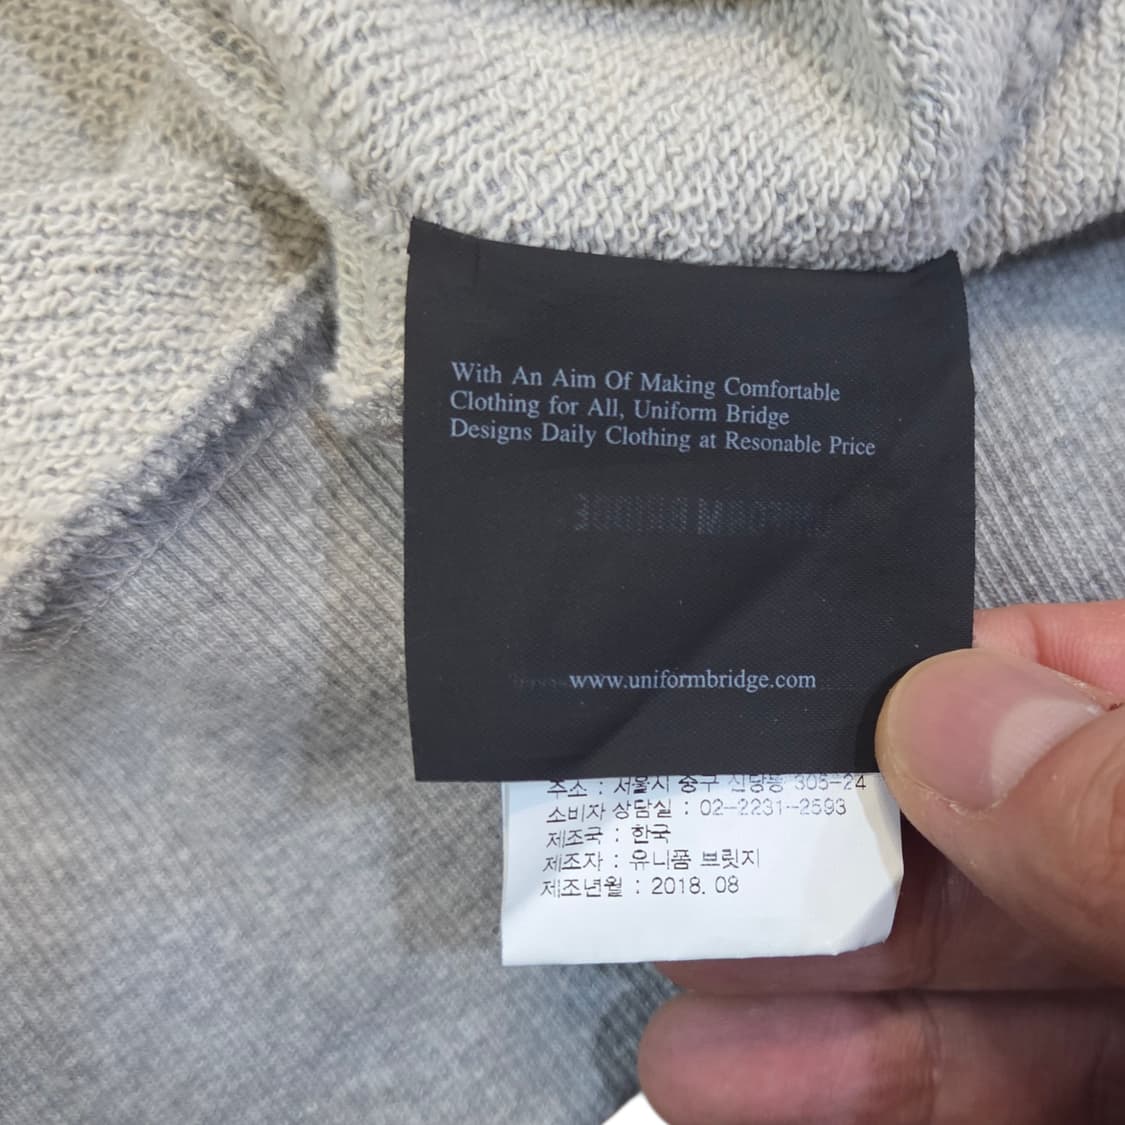 With An Aim Of Making Comfortable
Clothing for All, Uniform Bridge
Designs Daily Clothing at Resonable Price
www.uniformbridge.com
주소 : 서울시 중구 신당동 305-24
소비자 상담실 : 02-2231-2593
제조국 : 한국
제조자 : 유니폼 브릿지
제조년월 : 2018. 08